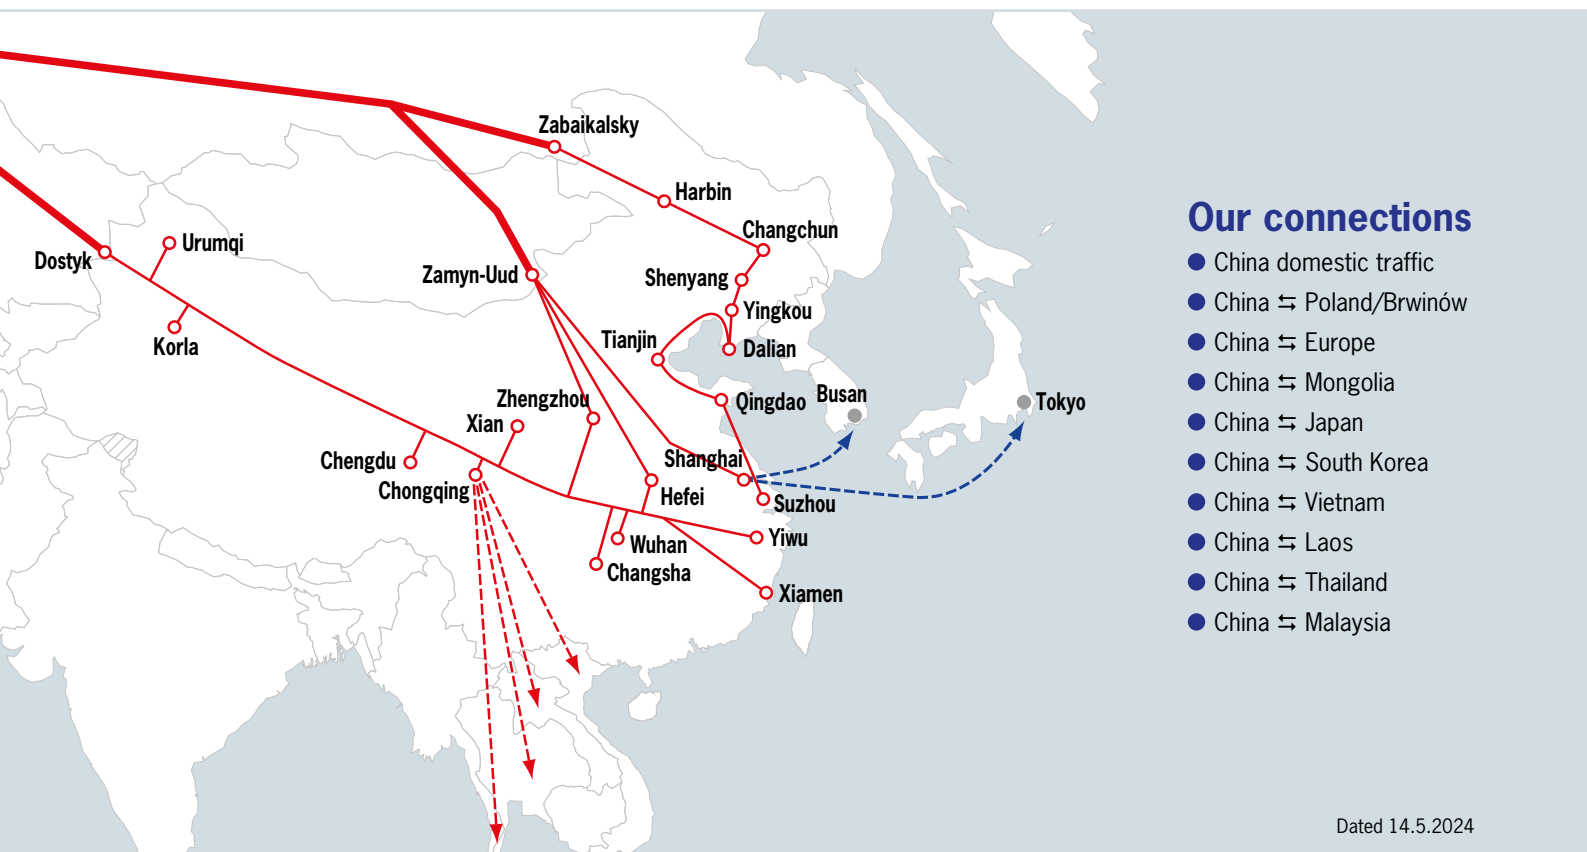 Zabaikalsky
Harbin
Changchun
Urumqi
Dostyk
Zamyn-Uud
Shenyang
Yingkou
Korla
Tianjin
Dalian
Zhengzhou
Qingdao
Busan
Tokyo
Xian
Chengdu
Shanghai
Chongqing
Hefei
Suzhou
Wuhan
Yiwu
Changsha
Xiamen
Our connections
China domestic traffic
China ⇆ Poland/Brwinów
China ⇆ Europe
China ⇆ Mongolia
China ⇆ Japan
China ⇆ South Korea
China ⇆ Vietnam
China ⇆ Laos
China ⇆ Thailand
China ⇆ Malaysia
Dated 14.5.2024